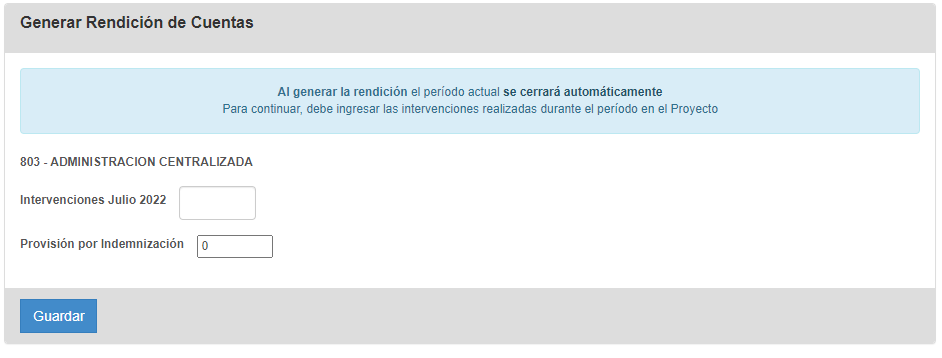 Generar Rendición de Cuentas
Al generar la rendición el período actual se cerrará automáticamente
Para continuar, debe ingresar las intervenciones realizadas durante el período en el Proyecto
803 - ADMINISTRACION CENTRALIZADA
Intervenciones Julio 2022
Provisión por Indemnización 0
Guardar